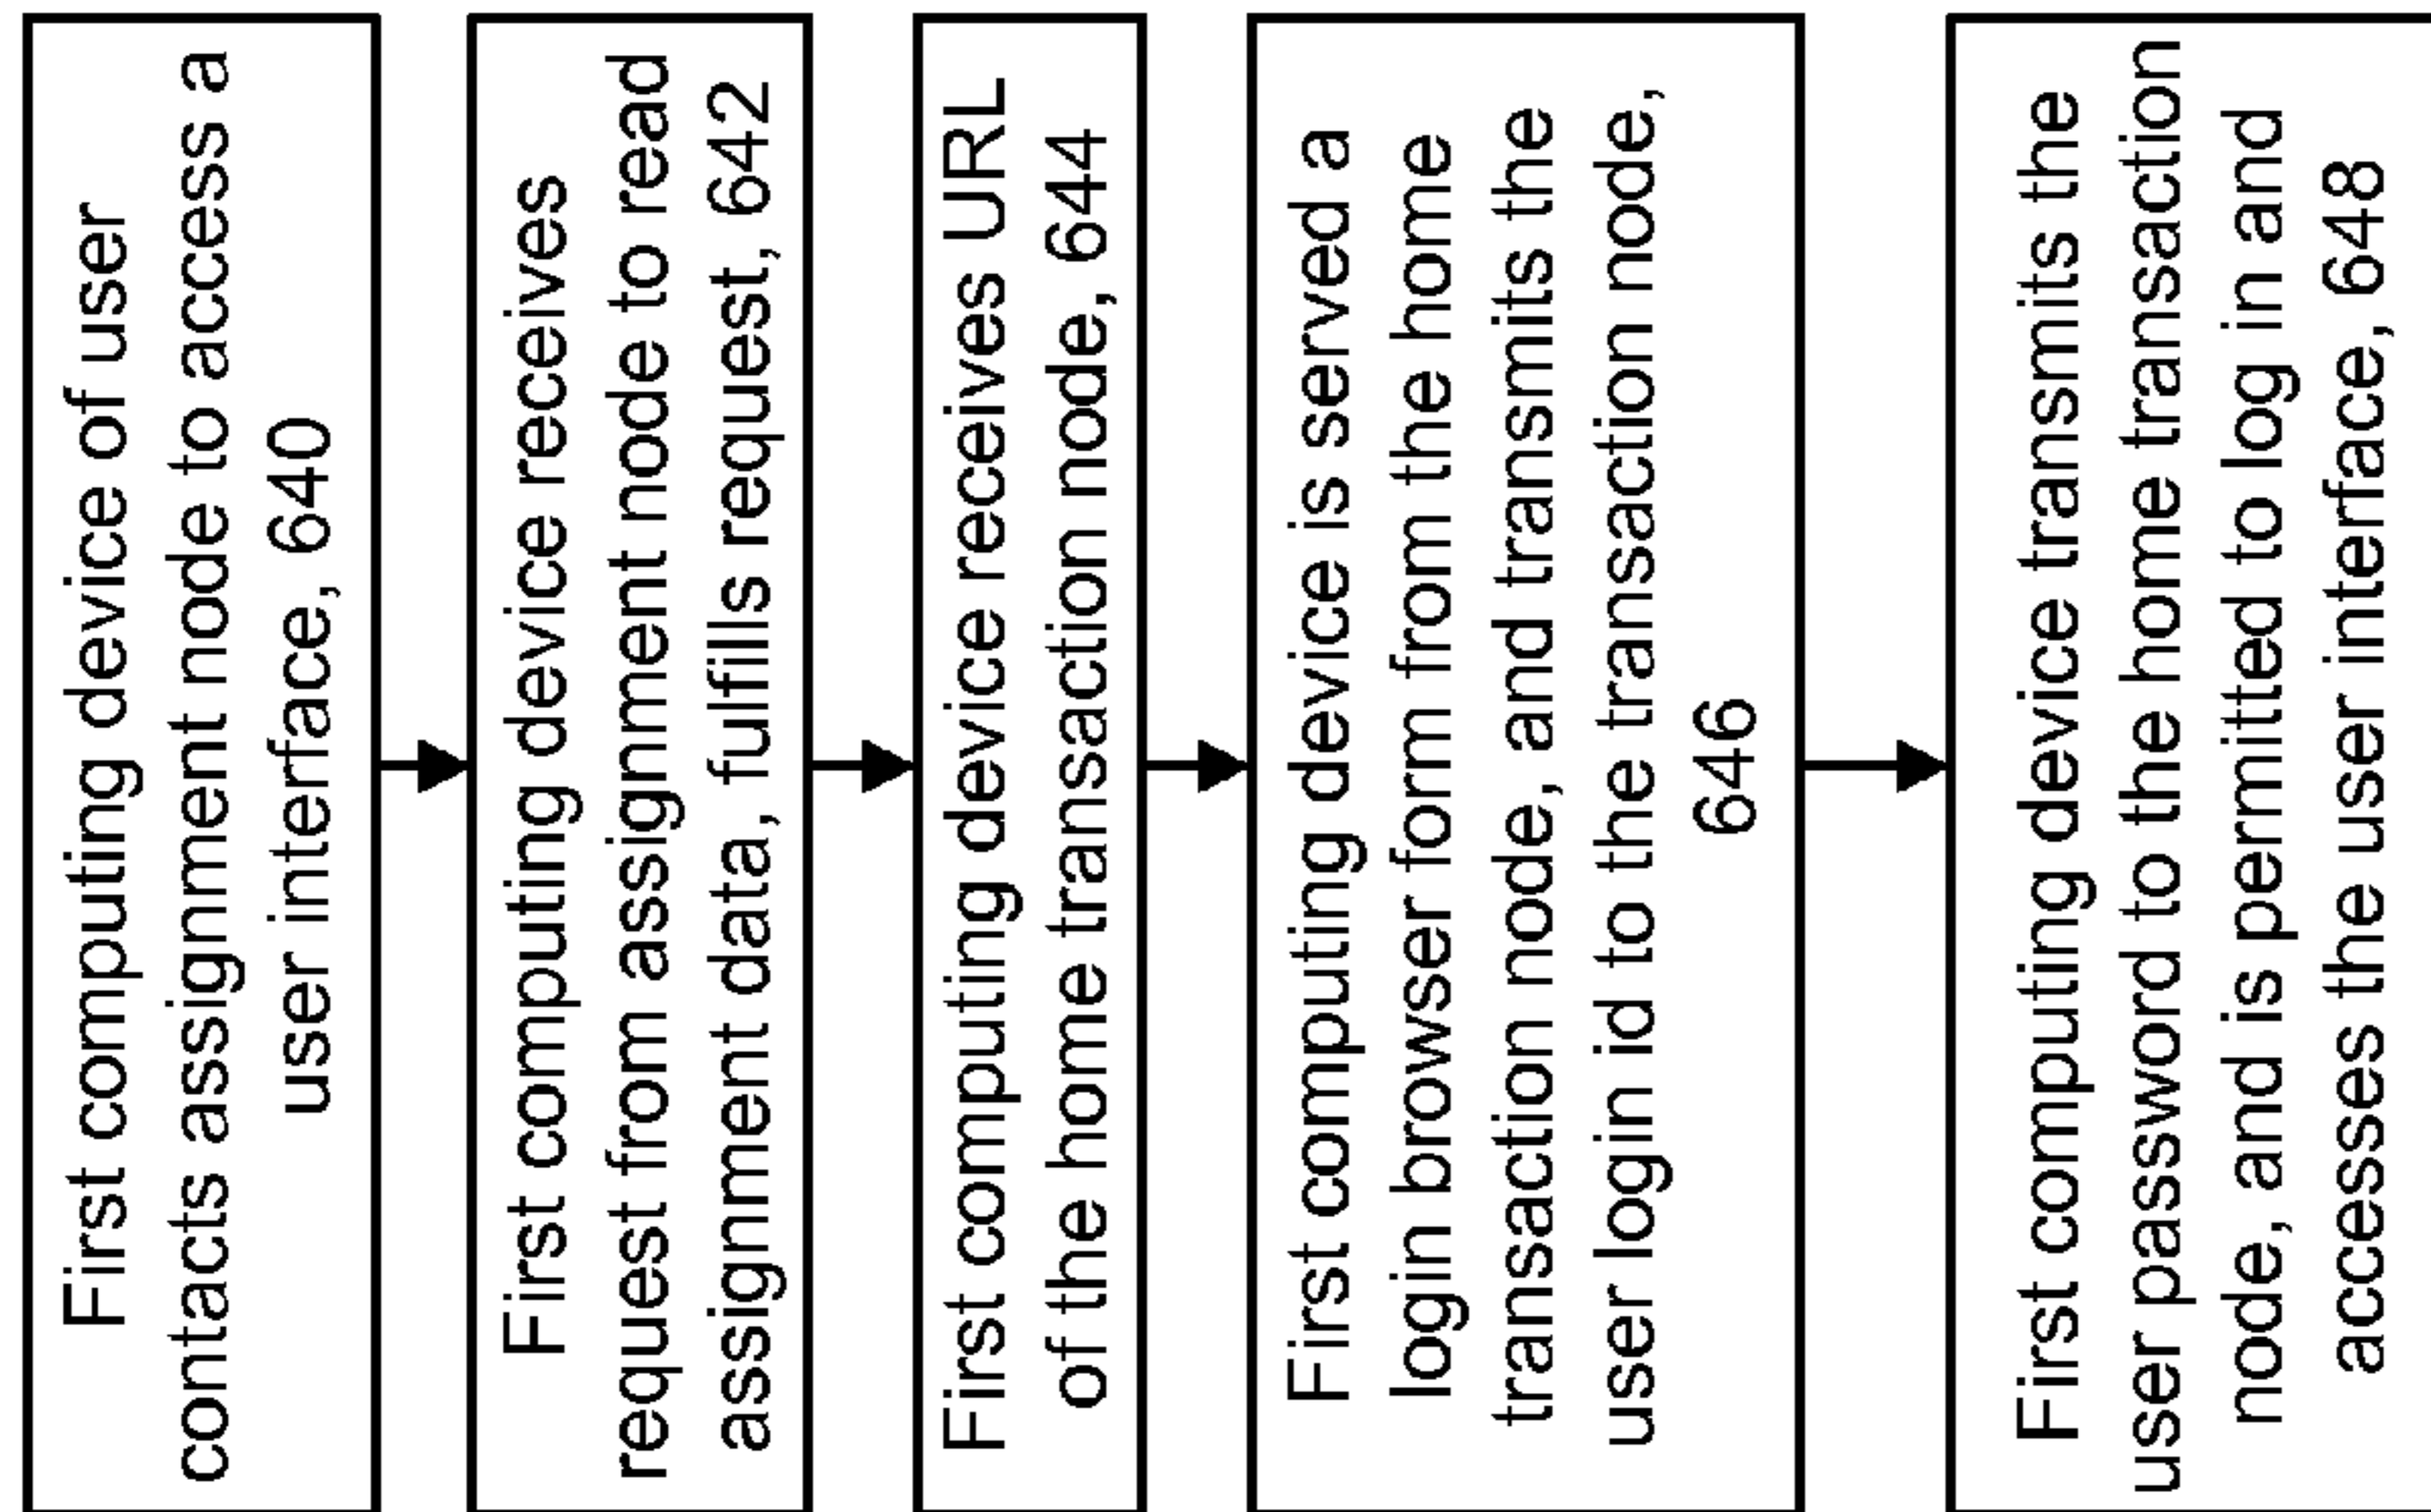 First computing device of user
contacts assignment node to access a
user interface, 640
First computing device receives
request from assignment node to read
assignment data, fulfills request, 642
First computing device receives URL
of the home transaction node, 644
First computing device is served a
login browser form from the home
transaction node, and transmits the
user login id to the transaction node,
646
First computing device transmits the
user password to the home transaction
node, and is permitted to log in and
accesses the user interface, 648